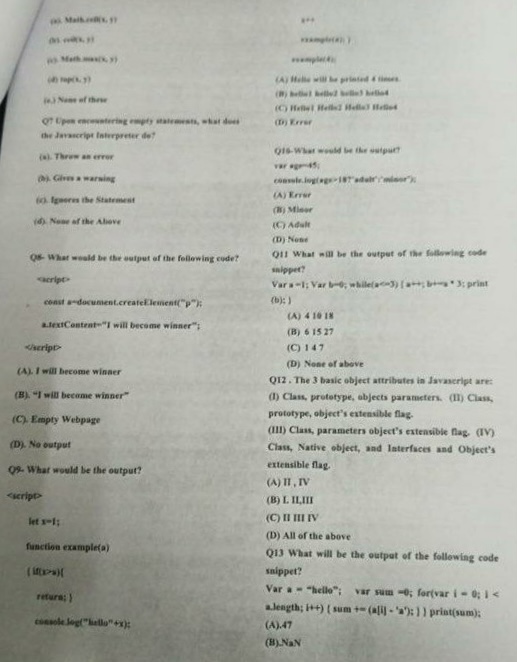 (a). Math.ceil(x, y)
(b). ceil(x, y)
(c). Math.max(x, y)
(d) top(x, y)
(e.) None of these
Q7 Upon encountering empty statements, what does
the Javascript Interpreter do?
(a). Throw an error
(b). Gives a warning
(c). Ignores the Statement
(d). None of the Above
Q8- What would be the output of the following code?
<script>
const a=document.createElement("p");
a.textContent="I will become winner";
</script>
(A). I will become winner
(B). "I will become winner"
(C). Empty Webpage
(D). No output
Q9- What would be the output?
<script>
let x=1;
function example(a)
{ if(x>a){
return; }
console.log("hello"+x);
x++
example(a); }
example(4);
(A) Hello will be printed 4 times
(B) hello1 hello2 hello3 hello4
(C) Hello1 Hello2 Hello3 Hello4
(D) Error
Q10- What would be the output?
var age=45;
console.log(age>18?"adult":"minor");
(A) Error
(B) Minor
(C) Adult
(D) None
Q11 What will be the output of the following code
snippet?
Var a =1; Var b=0; while(a<=3) { a++; b+=a * 3; print
(b); }
(A) 4 10 18
(B) 6 15 27
(C) 1 4 7
(D) None of above
Q12 . The 3 basic object attributes in Javascript are:
(I) Class, prototype, objects parameters. (II) Class,
prototype, object's extensible flag.
(III) Class, parameters object's extensible flag. (IV)
Class, Native object, and Interfaces and Object's
extensible flag.
(A) II , IV
(B) I, II,III
(C) II III IV
(D) All of the above
Q13 What will be the output of the following code
snippet?
Var a = "hello"; var sum =0; for(var i = 0; i <
a.length; i++) { sum += (a[i] - 'a'); } } print(sum);
(A).47
(B).NaN